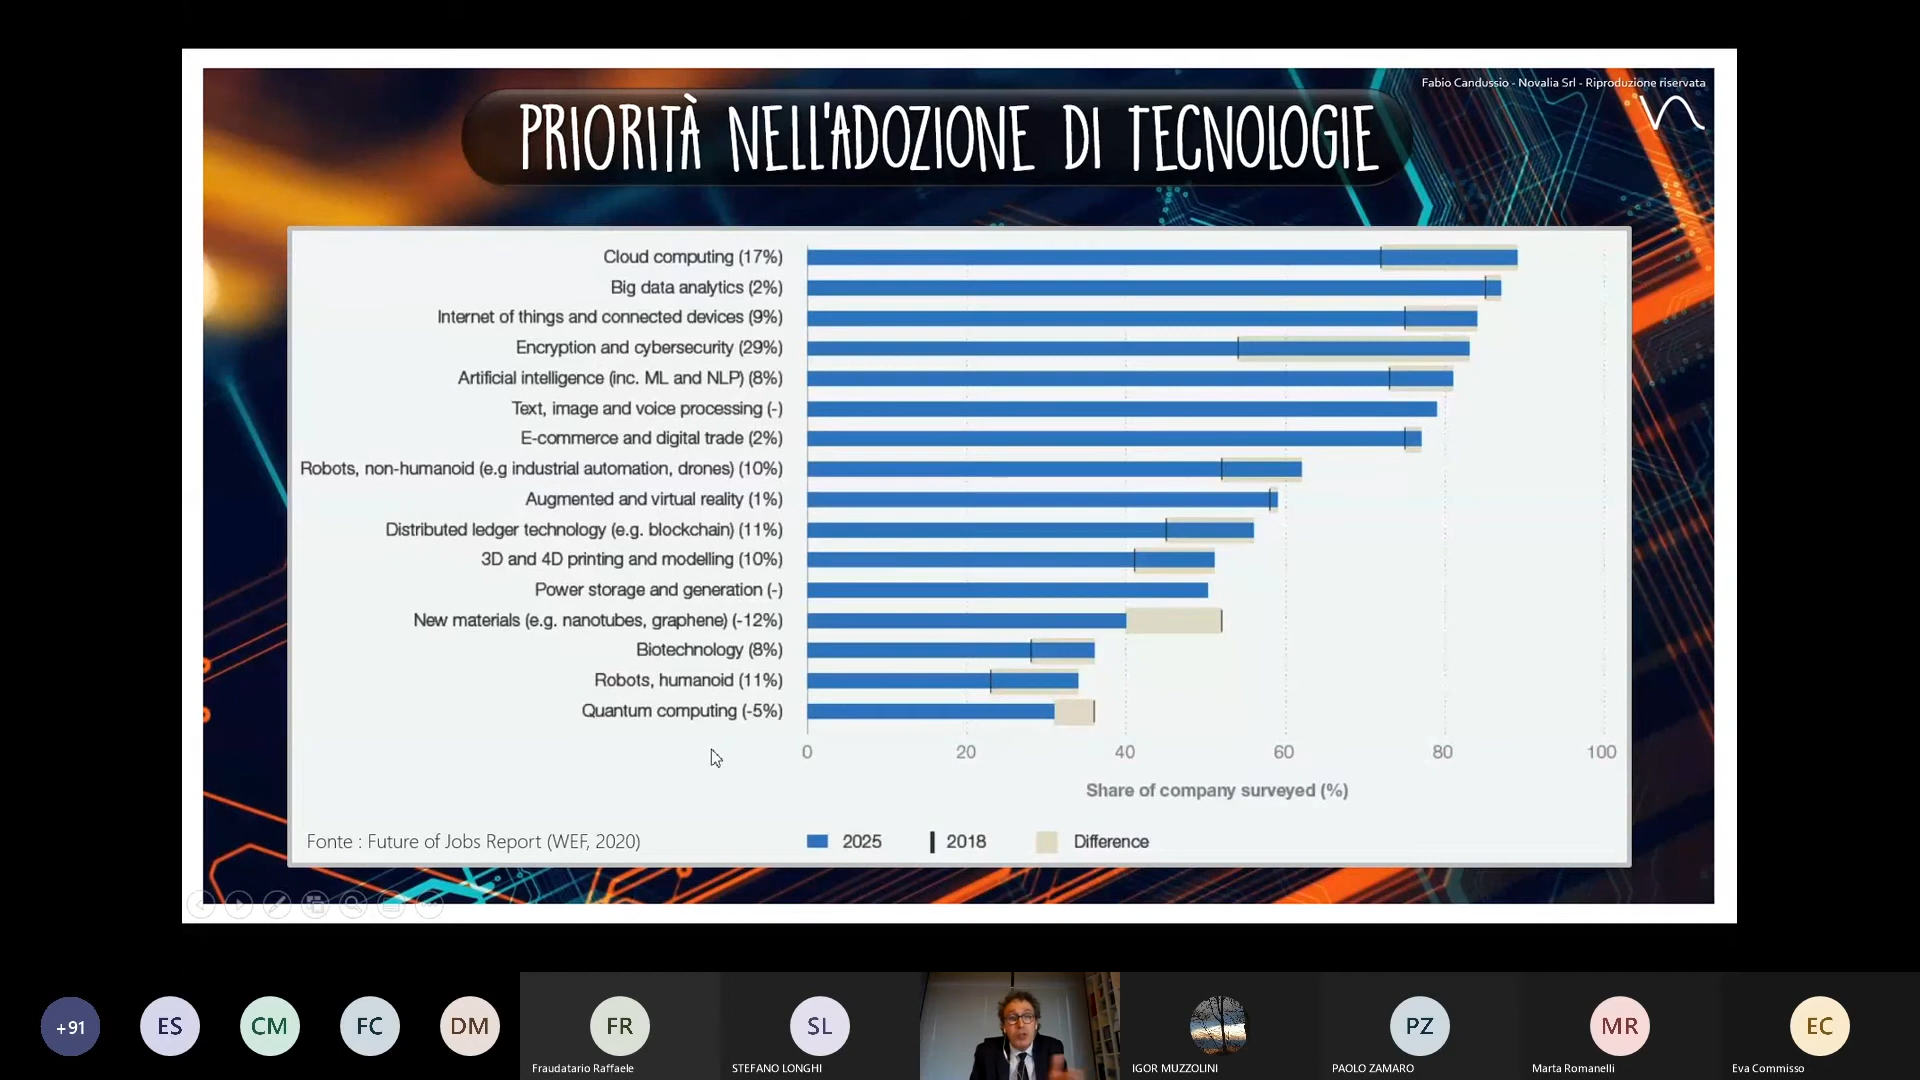 Fabio Candussio - Novalia Srl - Riproduzione riservata
PRIORITÀ NELL'ADOZIONE DI TECNOLOGIE
Cloud computing (17%)
Big data analytics (2%)
Internet of things and connected devices (9%)
Encryption and cybersecurity (29%)
Artificial intelligence (inc. ML and NLP) (8%)
Text, image and voice processing (-)
E-commerce and digital trade (2%)
Robots, non-humanoid (e.g industrial automation, drones) (10%)
Augmented and virtual reality (1%)
Distributed ledger technology (e.g. blockchain) (11%)
3D and 4D printing and modelling (10%)
Power storage and generation (-)
New materials (e.g. nanotubes, graphene) (-12%)
Biotechnology (8%)
Robots, humanoid (11%)
Quantum computing (-5%)
0 20 40 60 80 100
Share of company surveyed (%)
Fonte : Future of Jobs Report (WEF, 2020)
2025 2018 Difference
+91 ES CM FC DM FR SL PZ MR EC
Fraudatario Raffaele STEFANO LONGHI IGOR MUZZOLINI PAOLO ZAMARO Marta Romanelli Eva Commisso